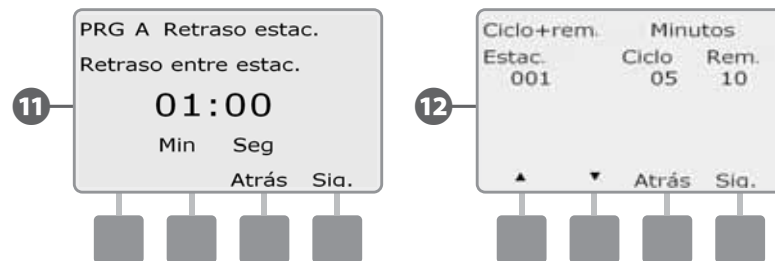 11
PRG A Retraso estac.
Retraso entre estac.
01:00
Min Seg
Atrás Sig.
12
Ciclo+rem. Minutos
Estac. Ciclo Rem.
001 05 10
▲ ▼ Atrás Sig.